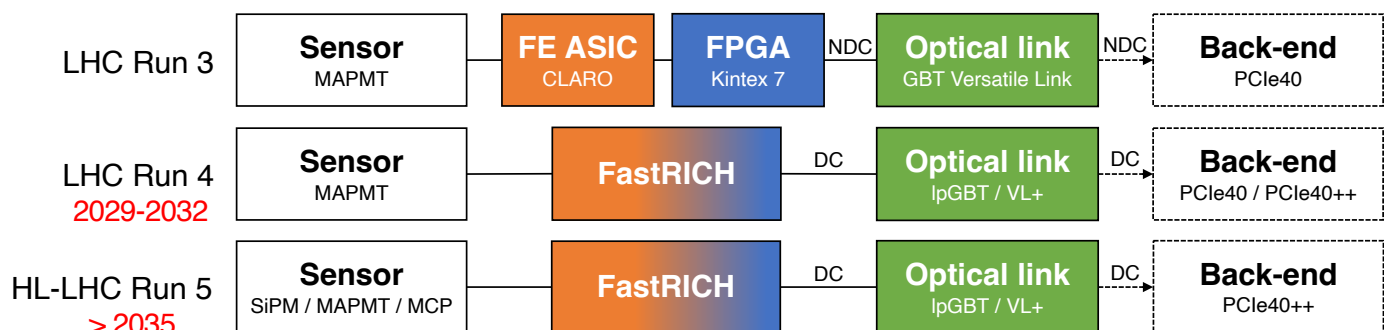 LHC Run 3
Sensor
MAPMT
FE ASIC
CLARO
FPGA
Kintex 7
NDC
Optical link
GBT Versatile Link
NDC
Back-end
PCIe40
LHC Run 4
2029-2032
Sensor
MAPMT
FastRICH
DC
Optical link
lpGBT / VL+
DC
Back-end
PCIe40 / PCIe40++
HL-LHC Run 5
> 2035
Sensor
SiPM / MAPMT / MCP
FastRICH
DC
Optical link
lpGBT / VL+
DC
Back-end
PCIe40++